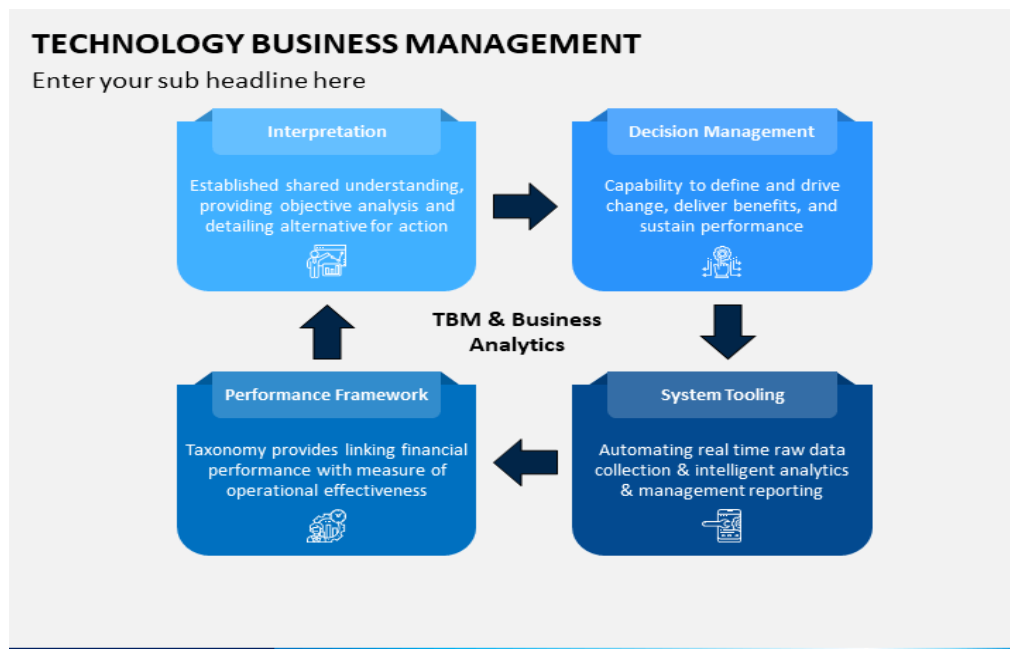 TECHNOLOGY BUSINESS MANAGEMENT
Enter your sub headline here
Interpretation
Established shared understanding,
providing objective analysis and
detailing alternative for action
Decision Management
Capability to define and drive
change, deliver benefits, and
sustain performance
TBM & Business
Analytics
Performance Framework
Taxonomy provides linking financial
performance with measure of
operational effectiveness
System Tooling
Automating real time raw data
collection & intelligent analytics
& management reporting